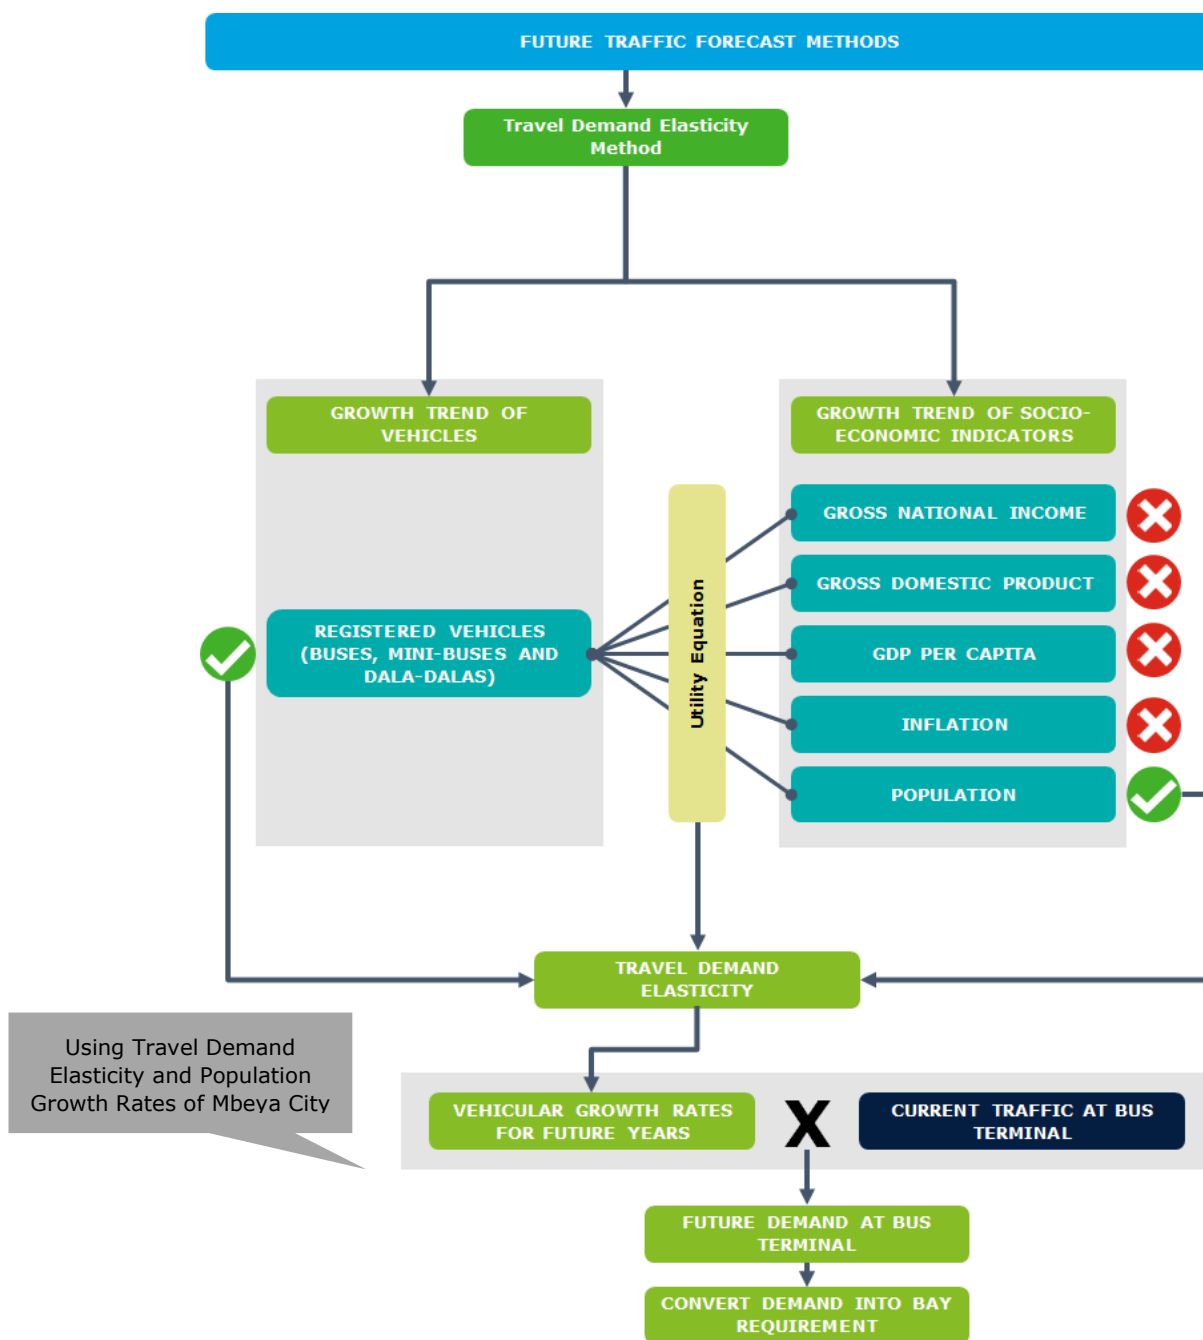 FUTURE TRAFFIC FORECAST METHODS
Travel Demand Elasticity
Method
GROWTH TREND OF
VEHICLES
GROWTH TREND OF SOCIO-
ECONOMIC INDICATORS
REGISTERED VEHICLES
(BUSES, MINI-BUSES AND
DALA-DALAS)
Utility Equation
GROSS NATIONAL INCOME
GROSS DOMESTIC PRODUCT
GDP PER CAPITA
INFLATION
POPULATION
TRAVEL DEMAND
ELASTICITY
Using Travel Demand
Elasticity and Population
Growth Rates of Mbeya City
VEHICULAR GROWTH RATES
FOR FUTURE YEARS
X
CURRENT TRAFFIC AT BUS
TERMINAL
FUTURE DEMAND AT BUS
TERMINAL
CONVERT DEMAND INTO BAY
REQUIREMENT